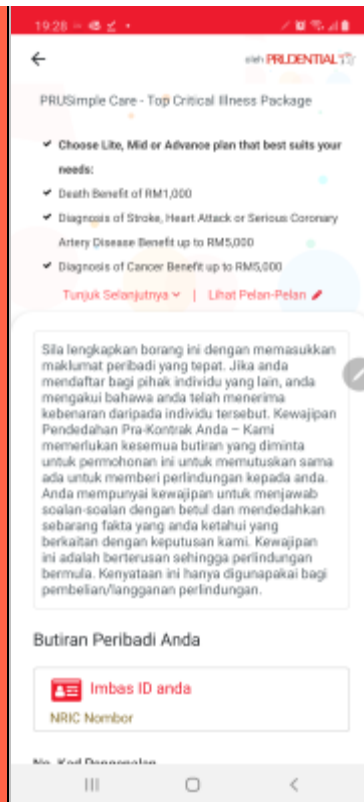 19:28
oleh PRUDENTIAL
PRUSimple Care - Top Critical Illness Package
Choose Lite, Mid or Advance plan that best suits your
needs:
Death Benefit of RM1,000
Diagnosis of Stroke, Heart Attack or Serious Coronary
Artery Disease Benefit up to RM5,000
Diagnosis of Cancer Benefit up to RM5,000
Tunjuk Selanjutnya | Lihat Pelan-Pelan
Sila lengkapkan borang ini dengan memasukkan
maklumat peribadi yang tepat. Jika anda
mendaftar bagi pihak individu yang lain, anda
mengakui bahawa anda telah menerima
kebenaran daripada individu tersebut. Kewajipan
Pendedahan Pra-Kontrak Anda – Kami
memerlukan kesemua butiran yang diminta
untuk permohonan ini untuk memutuskan sama
ada untuk memberi perlindungan kepada anda.
Anda mempunyai kewajipan untuk menjawab
soalan-soalan dengan betul dan mendedahkan
sebarang fakta yang anda ketahui yang
berkaitan dengan keputusan kami. Kewajipan
ini adalah berterusan sehingga perlindungan
bermula. Kenyataan ini hanya digunapakai bagi
pembelian/langganan perlindungan.
Butiran Peribadi Anda
Imbas ID anda
NRIC Nombor
No. Kad Pengenalan